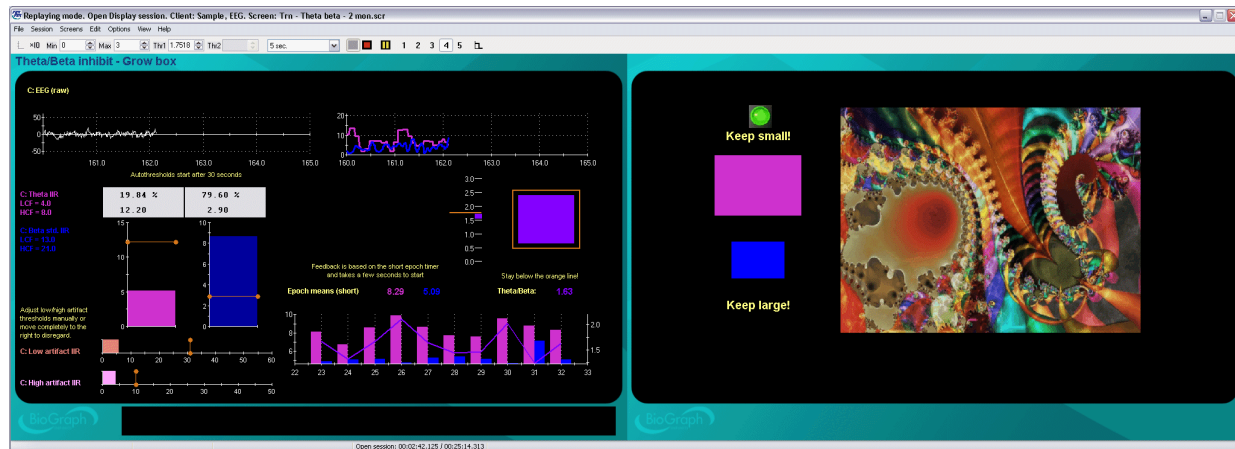 Replaying mode. Open Display session. Client: Sample, EEG. Screen: Trn - Theta beta - 2 mon.scr
File Session Screens Edit Options View Help
×10 Min 0 Max 3 Thr1 1.7518 Thr2 5 sec. 1 2 3 4 5
Theta/Beta inhibit - Grow box
C: EEG (raw)
50
0
-50
161.0 162.0 163.0 164.0 165.0
20
10
0
160.0 161.0 162.0 163.0 164.0 165.0
Autothresholds start after 30 seconds
C: Theta IIR
LCF = 4.0
HCF = 8.0
19.84 % 79.60 %
12.20 2.90
15
10
5
0
10
8
6
4
2
0
3.0
2.5
2.0
1.5
1.0
0.5
0.0
Feedback is based on the short epoch timer
and takes a few seconds to start
Stay below the orange line!
Epoch means (short) 8.29 5.06 Theta/Beta: 1.63
10
8
6
2.0
1.5
22 23 24 25 26 27 28 29 30 31 32 33
Adjust low/high artifact
thresholds manually or
move completely to the
right to disregard.
C: Low artifact IIR
0 10 20 30 40 50 60
C: High artifact IIR
0 10 20 30 40 50
BioGraph
Keep small!
Keep large!
BioGraph
Open session: 00:02:42.125 / 00:25:14.313